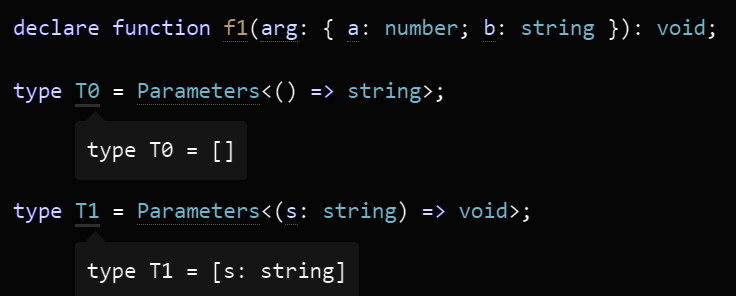 declare function f1(arg: { a: number; b: string }): void;
type T0 = Parameters<() => string>;
type T0 = []
type T1 = Parameters<(s: string) => void>;
type T1 = [s: string]